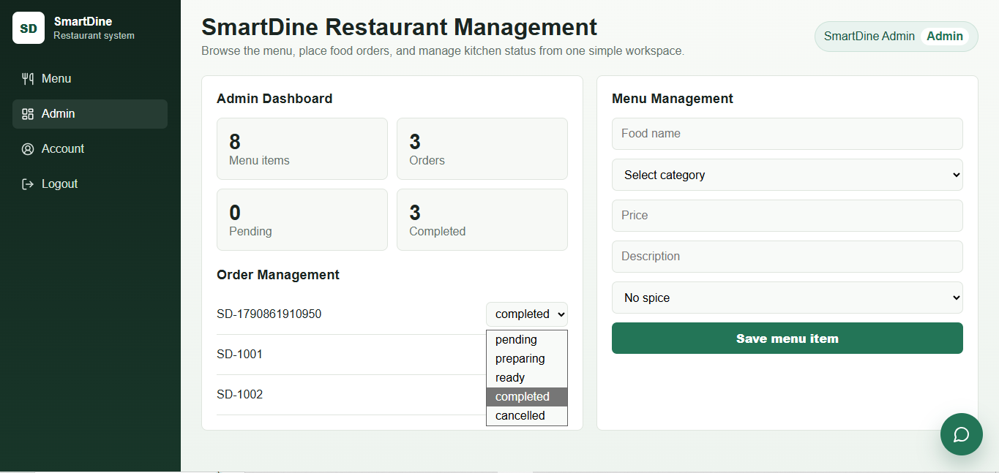 SD
SmartDine
Restaurant system
Menu
Admin
Account
Logout
SmartDine Restaurant Management
Browse the menu, place food orders, and manage kitchen status from one simple workspace.
SmartDine Admin Admin
Admin Dashboard
8
Menu items
3
Orders
0
Pending
3
Completed
Order Management
SD-1790861910950
completed
SD-1001
SD-1002
pending
preparing
ready
completed
cancelled
Menu Management
Food name
Select category
Price
Description
No spice
Save menu item